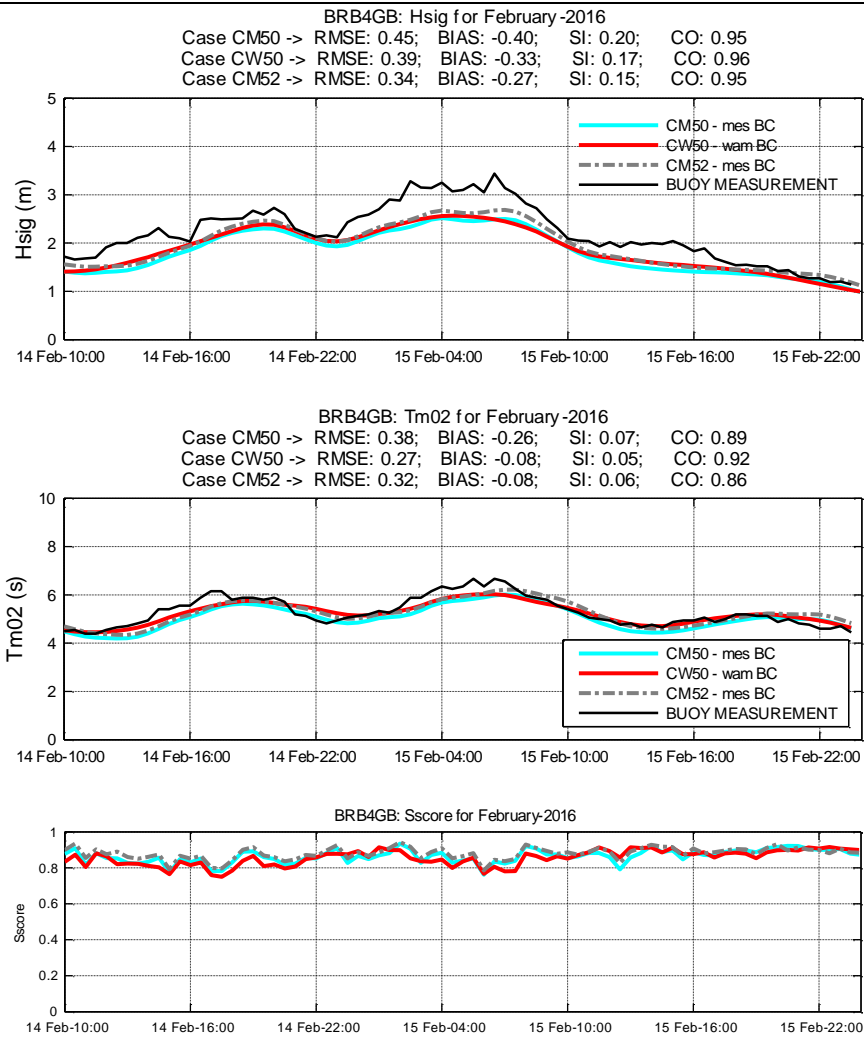 BRB4GB: Hsig for February-2016
Case CM50 -> RMSE: 0.45; BIAS: -0.40; SI: 0.20; CO: 0.95
Case CW50 -> RMSE: 0.39; BIAS: -0.33; SI: 0.17; CO: 0.96
Case CM52 -> RMSE: 0.34; BIAS: -0.27; SI: 0.15; CO: 0.95
5
4
3
2
1
0
Hsig (m)
CM50 - mes BC
CW50 - wam BC
CM52 - mes BC
BUOY MEASUREMENT
14 Feb-10:00 14 Feb-16:00 14 Feb-22:00 15 Feb-04:00 15 Feb-10:00 15 Feb-16:00 15 Feb-22:00
BRB4GB: Tm02 for February-2016
Case CM50 -> RMSE: 0.38; BIAS: -0.26; SI: 0.07; CO: 0.89
Case CW50 -> RMSE: 0.27; BIAS: -0.08; SI: 0.05; CO: 0.92
Case CM52 -> RMSE: 0.32; BIAS: -0.08; SI: 0.06; CO: 0.86
10
8
6
4
2
0
Tm02 (s)
CM50 - mes BC
CW50 - wam BC
CM52 - mes BC
BUOY MEASUREMENT
14 Feb-10:00 14 Feb-16:00 14 Feb-22:00 15 Feb-04:00 15 Feb-10:00 15 Feb-16:00 15 Feb-22:00
BRB4GB: Sscore for February-2016
1
0.8
0.6
0.4
0.2
0
Sscore
14 Feb-10:00 14 Feb-16:00 14 Feb-22:00 15 Feb-04:00 15 Feb-10:00 15 Feb-16:00 15 Feb-22:00